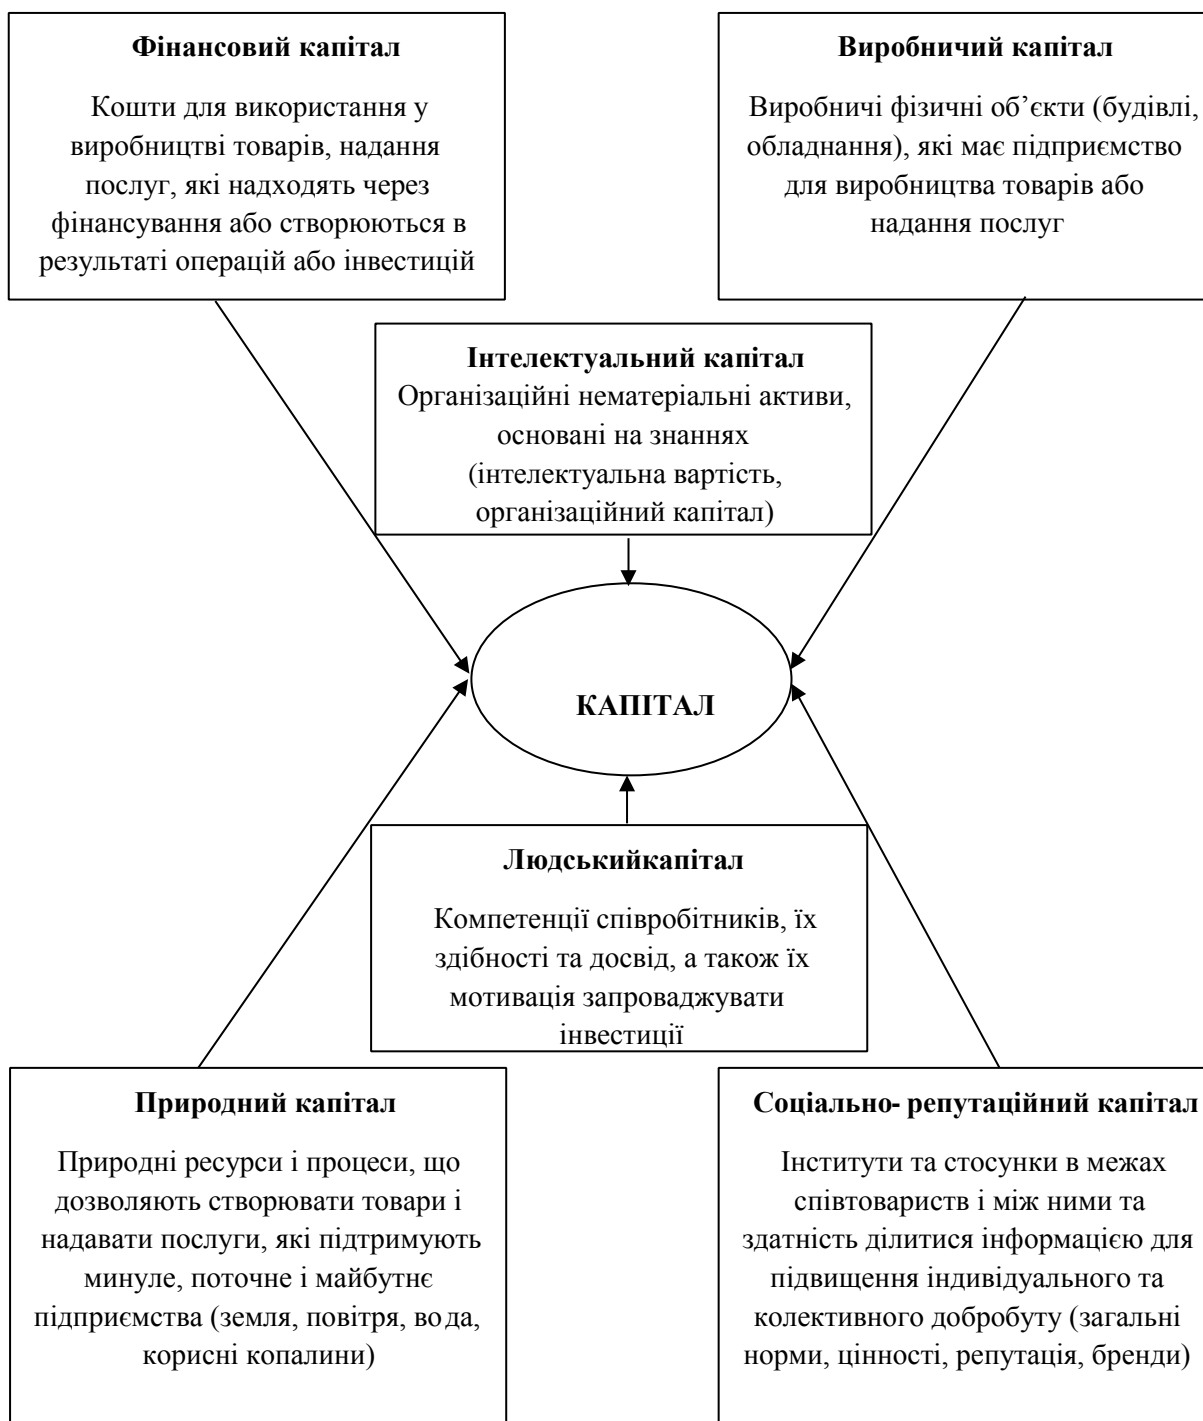 Фінансовий капітал
Кошти для використання у
виробництві товарів, надання
послуг, які надходять через
фінансування або створюються в
результаті операцій або інвестицій
Виробничий капітал
Виробничі фізичні об’єкти (будівлі,
обладнання), які має підприємство
для виробництва товарів або
надання послуг
Інтелектуальний капітал
Організаційні нематеріальні активи,
основані на знаннях
(інтелектуальна вартість,
організаційний капітал)
КАПІТАЛ
Людськийкапітал
Компетенції співробітників, їх
здібності та досвід, а також їх
мотивація запроваджувати
інвестиції
Природний капітал
Природні ресурси і процеси, що
дозволяють створювати товари і
надавати послуги, які підтримують
минуле, поточне і майбутнє
підприємства (земля, повітря, вода,
корисні копалини)
Соціально- репутаційний капітал
Інститути та стосунки в межах
співтовариств і між ними та
здатність ділитися інформацією для
підвищення індивідуального та
колективного добробуту (загальні
норми, цінності, репутація, бренди)